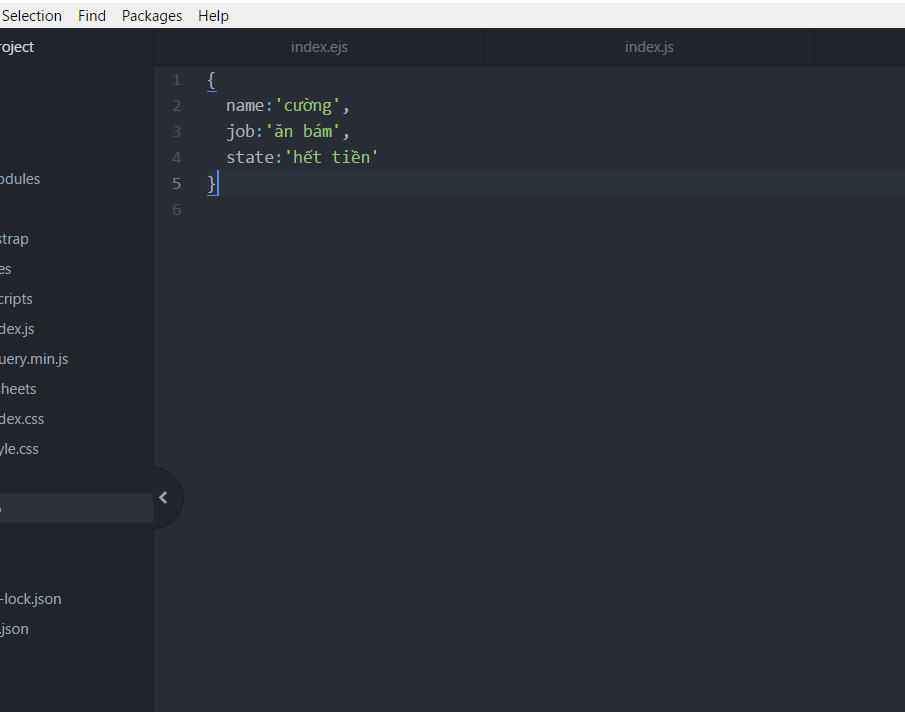 Selection Find Packages Help
roject
index.ejs
index.js
odules
strap
es
cripts
dex.js
uery.min.js
heets
dex.css
yle.css
-lock.json
.json
1 {
2 name:'cường',
3 job:'ăn bám',
4 state:'hết tiền'
5 }
6